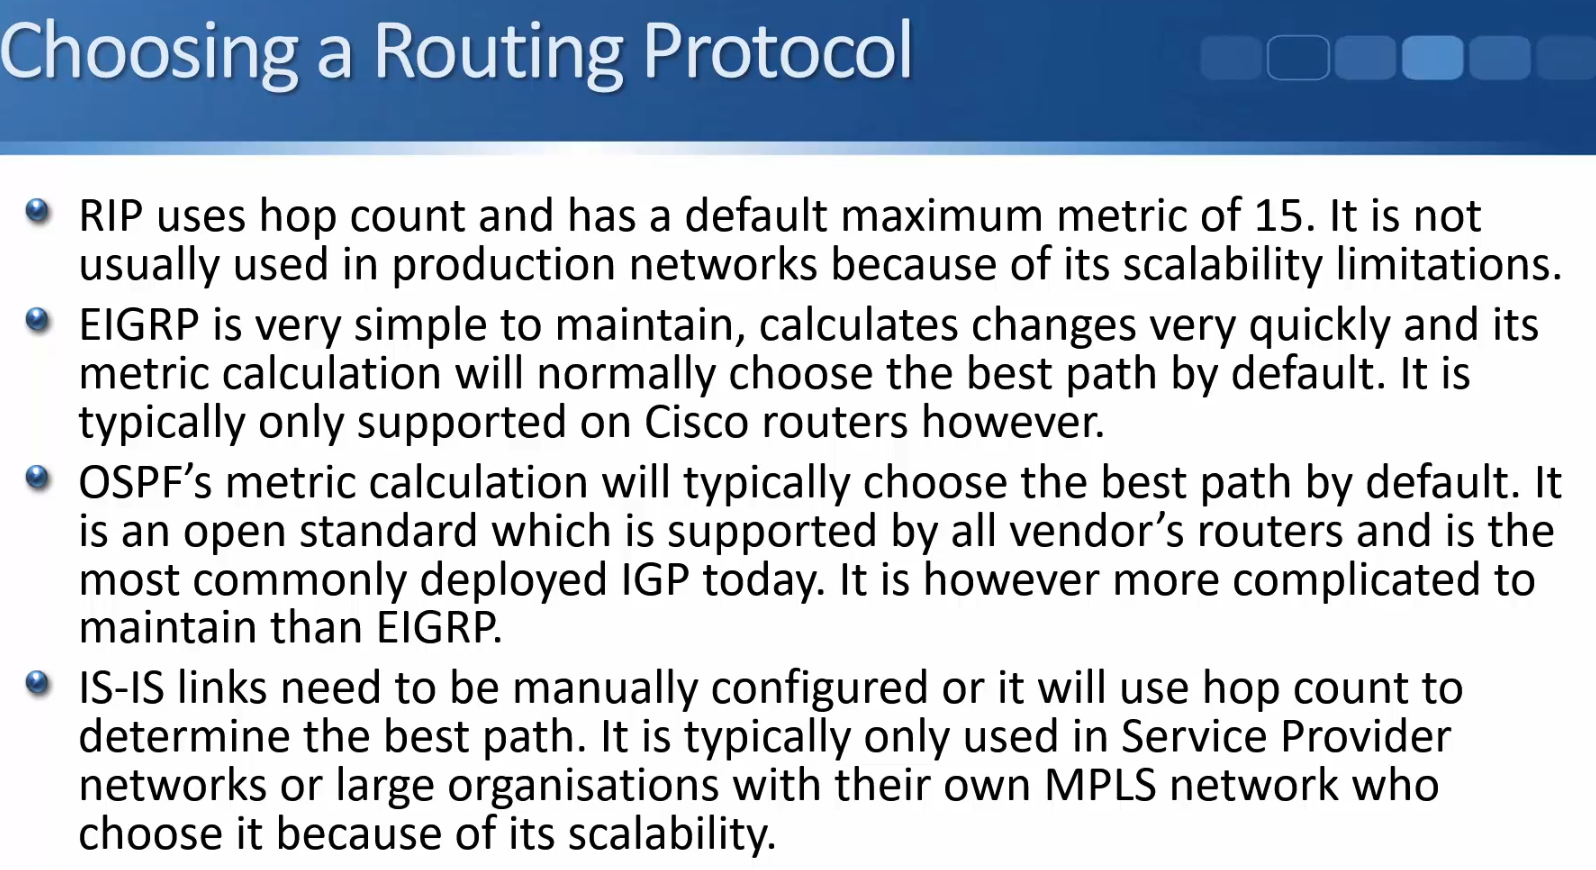 Choosing a Routing Protocol
RIP uses hop count and has a default maximum metric of 15. It is not
usually used in production networks because of its scalability limitations.
EIGRP is very simple to maintain, calculates changes very quickly and its
metric calculation will normally choose the best path by default. It is
typically only supported on Cisco routers however.
OSPF’s metric calculation will typically choose the best path by default. It
is an open standard which is supported by all vendor’s routers and is the
most commonly deployed IGP today. It is however more complicated to
maintain than EIGRP.
IS-IS links need to be manually configured or it will use hop count to
determine the best path. It is typically only used in Service Provider
networks or large organisations with their own MPLS network who
choose it because of its scalability.